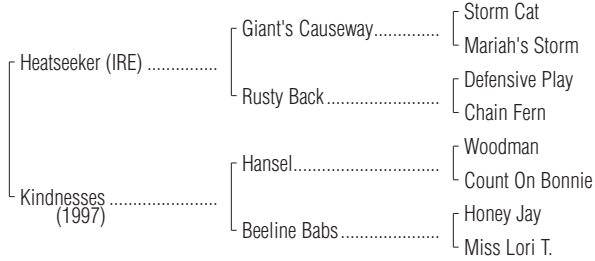 Storm Cat
Giant's Causeway..............
Mariah's Storm
Heatseeker (IRE) ...............
Defensive Play
Rusty Back........................
Chain Fern
Woodman
Hansel...............................
Count On Bonnie
Kindnesses .......................
(1997)
Honey Jay
Beeline Babs.....................
Miss Lori T.